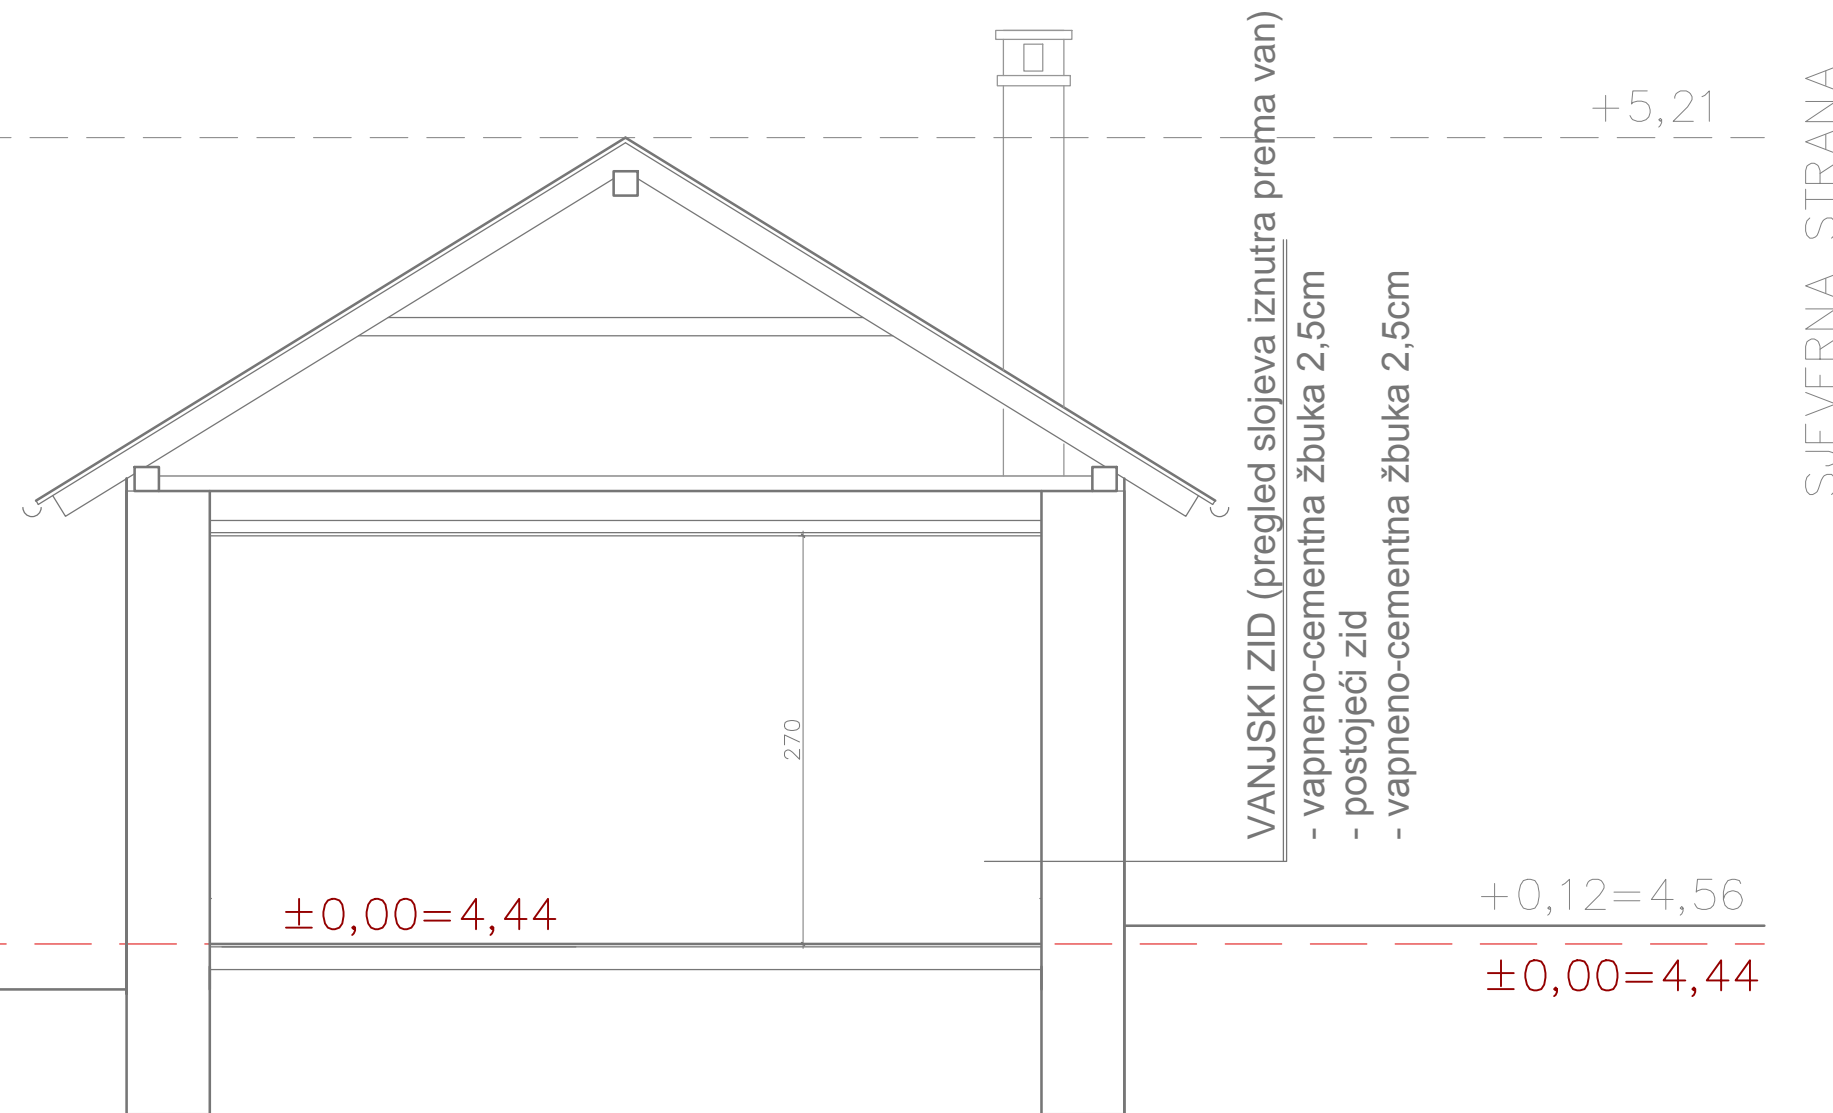 +5,21
SJEVERNA STRANA
VANJSKI ZID (pregled slojeva iznutra prema van)
- vapneno-cementna žbuka 2,5cm
- postojeći zid
- vapneno-cementna žbuka 2,5cm
270
±0,00=4,44
+0,12=4,56
±0,00=4,44